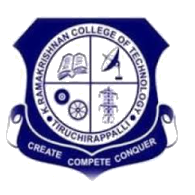 K.RAMAKRISHNAN COLLEGE OF TECHNOLOGY
TIRUCHIRAPPALLI
CREATE COMPETE CONQUER